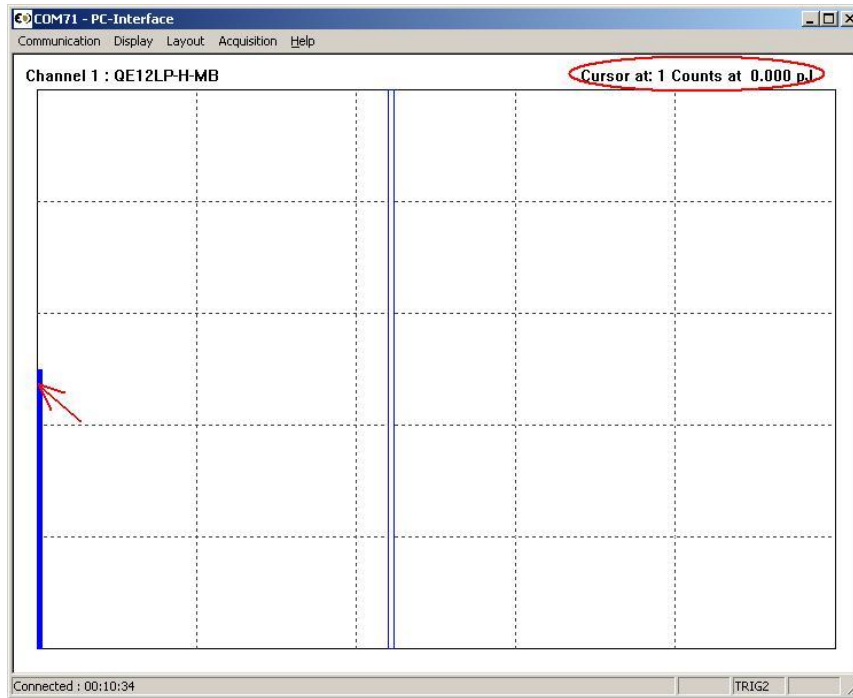 COM71 - PC-Interface
Communication Display Layout Acquisition Help
Channel 1 : QE12LP-H-MB
Cursor at: 1 Counts at 0.000 pJ
Connected : 00:10:34
TRIG2